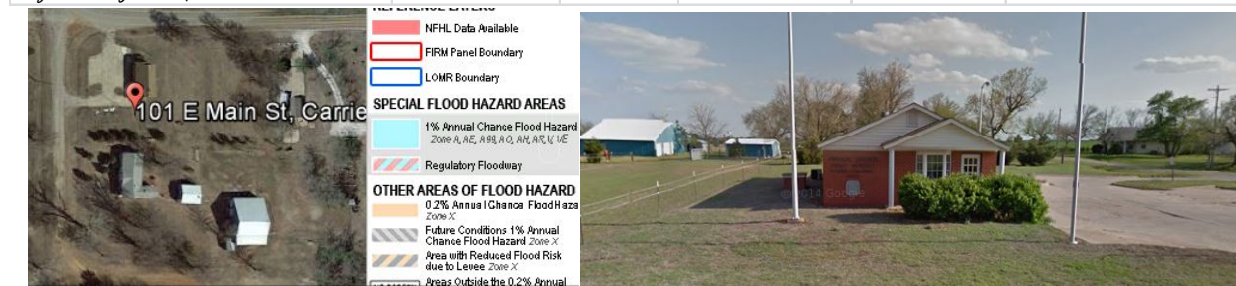 REFERENCE LAYERS
NFHL Data Available
FIRM Panel Boundary
LOMR Boundary
SPECIAL FLOOD HAZARD AREAS
1% Annual Chance Flood Hazard
Zone A, AE, A99, AO, AH, AR, V, VE
Regulatory Floodway
OTHER AREAS OF FLOOD HAZARD
0.2% Annual Chance Flood Haza
Zone X
Future Conditions 1% Annual
Chance Flood Hazard Zone X
Area with Reduced Flood Risk
due to Levee Zone X
Areas Outside the 0.2% Annual
101 E Main St, Carrie
© 2014 Google